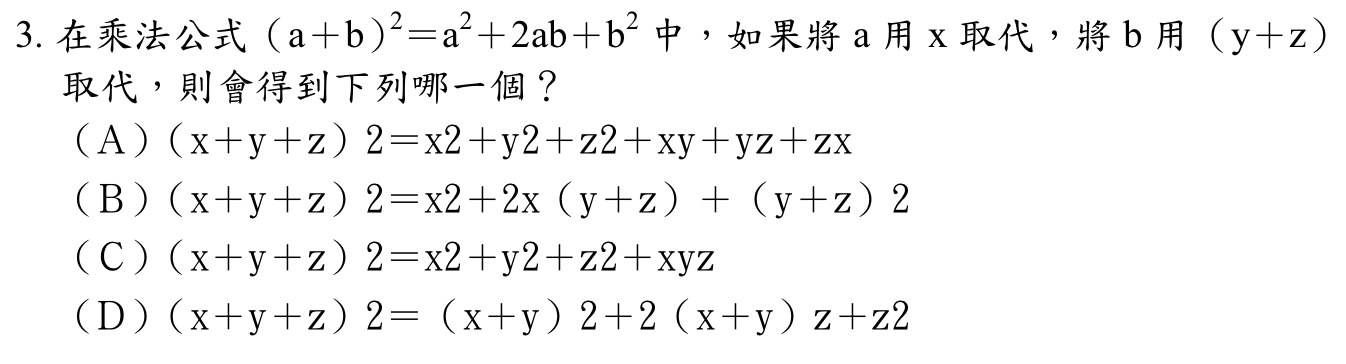 3. 在乘法公式（a＋b）²＝a²＋2ab＋b² 中，如果將 a 用 x 取代，將 b 用（y＋z）
取代，則會得到下列哪一個？
（A）（x＋y＋z）2＝x2＋y2＋z2＋xy＋yz＋zx
（B）（x＋y＋z）2＝x2＋2x（y＋z）＋（y＋z）2
（C）（x＋y＋z）2＝x2＋y2＋z2＋xyz
（D）（x＋y＋z）2＝（x＋y）2＋2（x＋y）z＋z2